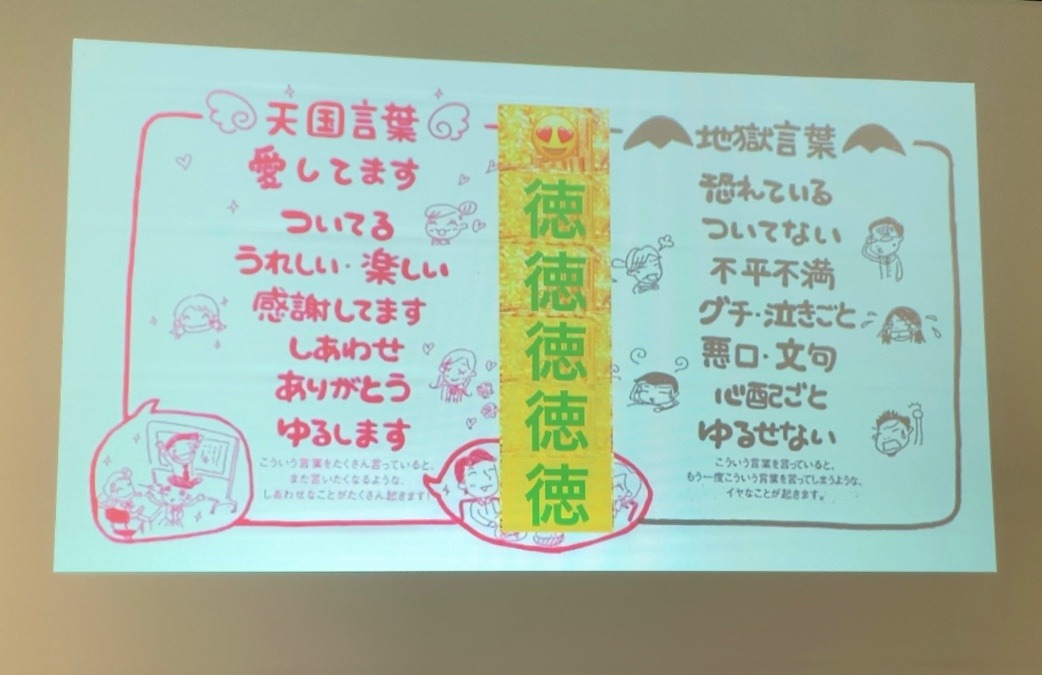 天国言葉
愛してます
ついてる
うれしい・楽しい
感謝してます
しあわせ
ありがとう
ゆるします
こういう言葉をたくさん言っていると、
また言いたくなるような、
しあわせなことがたくさん起きます!
徳
徳
徳
徳
徳
地獄言葉
恐れている
ついてない
不平不満
グチ・泣きごと
悪口・文句
心配ごと
ゆるせない
こういう言葉を言っていると、
もう一度こういう言葉を言ってしまうような、
イヤなことが起きます。